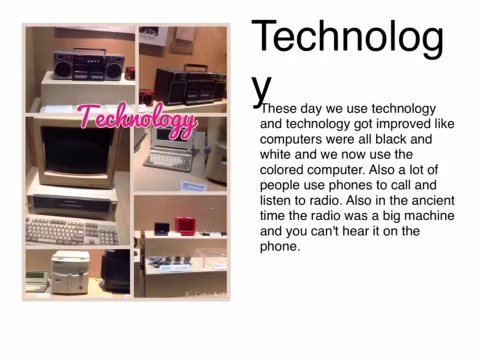 Technolog
y
Technology
These day we use technology
and technology got improved like
computers were all black and
white and we now use the
colored computer. Also a lot of
people use phones to call and
listen to radio. Also in the ancient
time the radio was a big machine
and you can't hear it on the
phone.